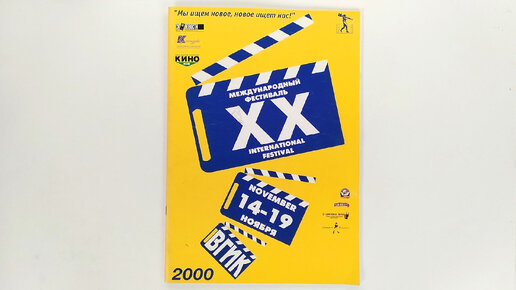 "Мы ищем новое, новое ищет нас!"
КИНО
МЕЖДУНАРОДНЫЙ
ФЕСТИВАЛЬ
XX
INTERNATIONAL
FESTIVAL
NOVEMBER
14-19
НОЯБРЯ
ВГИК
2000